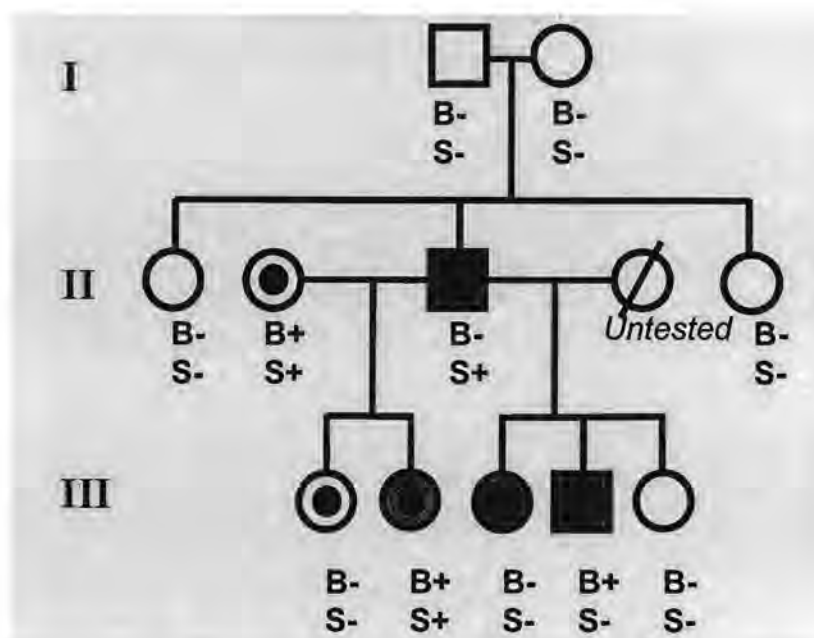 I
B- B-
S- S-
II
Untested
B- B+ B- B-
S- S+ S+ S-
III
B- B+ B- B+ B-
S- S+ S- S- S-